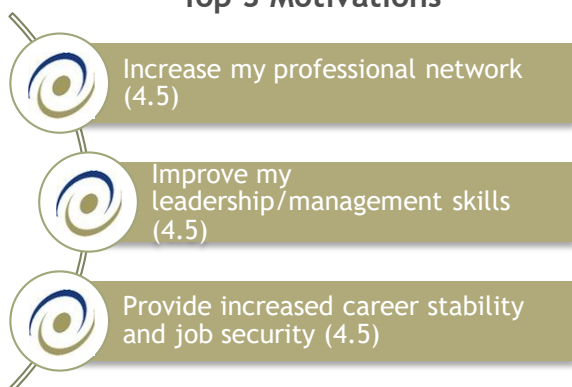 Top 3 Motivations
Increase my professional network
(4.5)
Improve my
leadership/management skills
(4.5)
Provide increased career stability
and job security (4.5)